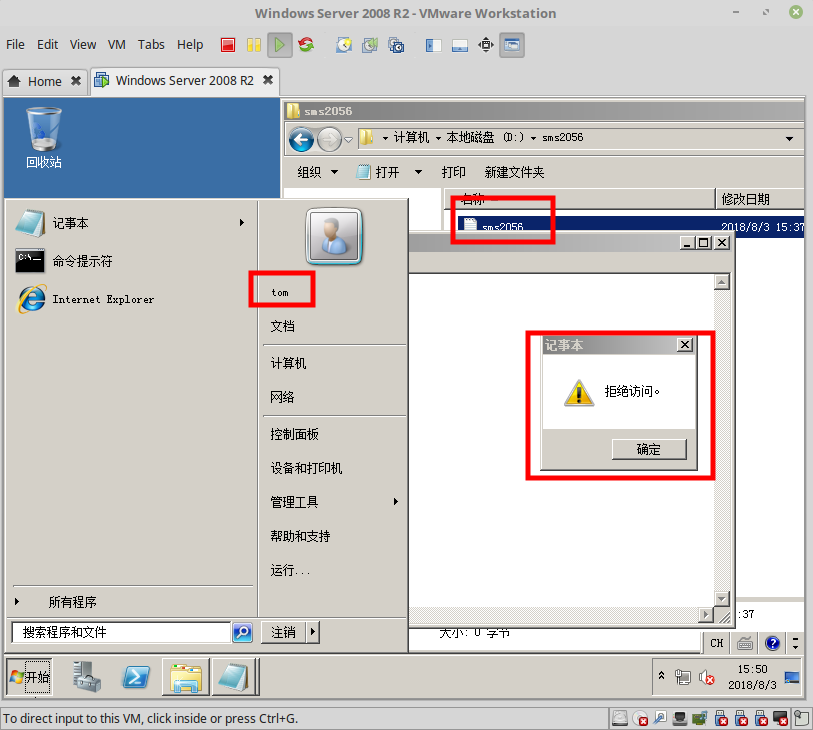 Windows Server 2008 R2 - VMware Workstation
File Edit View VM Tabs Help
Home Windows Server 2008 R2
回收站
sms2056
计算机 本地磁盘 (D:) sms2056
组织 打开 打印 新建文件夹
名称 修改日期
sms2056 2018/8/3 15:37
记事本
命令提示符
Internet Explorer
所有程序
搜索程序和文件
tom
文档
计算机
网络
控制面板
设备和打印机
管理工具
帮助和支持
运行...
注销
记事本
拒绝访问。
确定
:37
大小: 0 字节
CH
开始
15:50
2018/8/3
To direct input to this VM, click inside or press Ctrl+G.